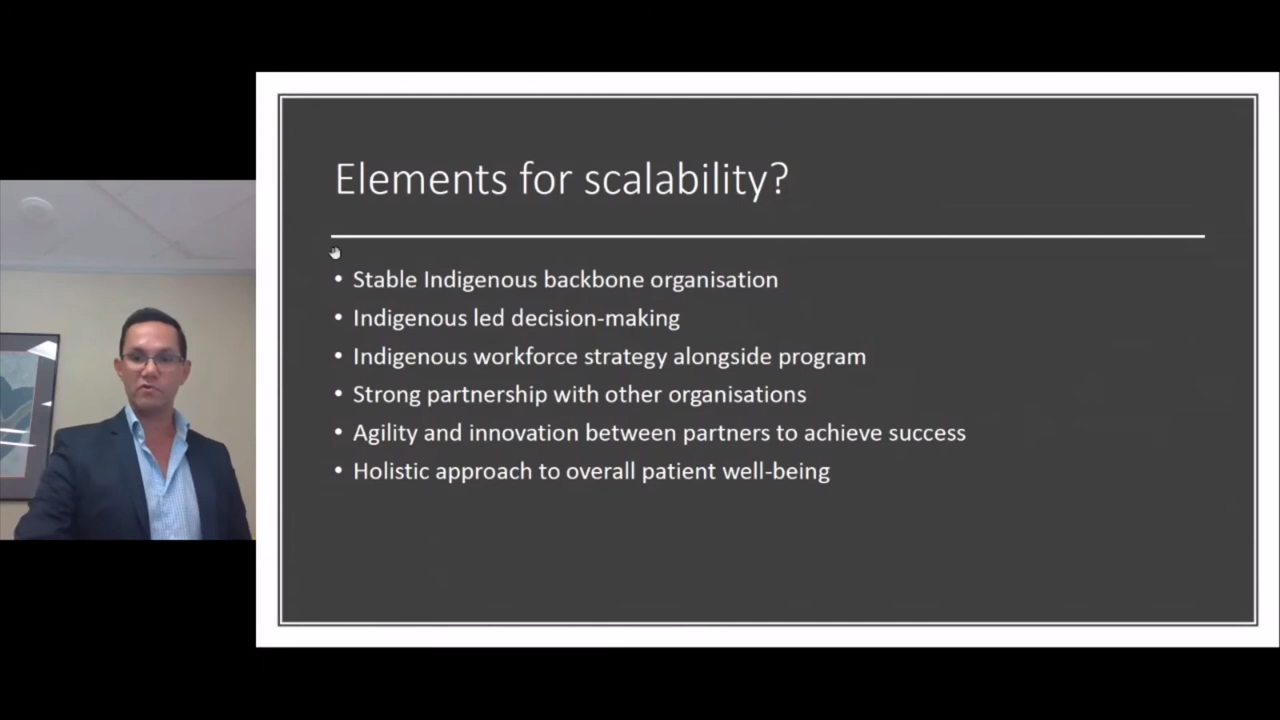 Elements for scalability?
• Stable Indigenous backbone organisation
• Indigenous led decision-making
• Indigenous workforce strategy alongside program
• Strong partnership with other organisations
• Agility and innovation between partners to achieve success
• Holistic approach to overall patient well-being